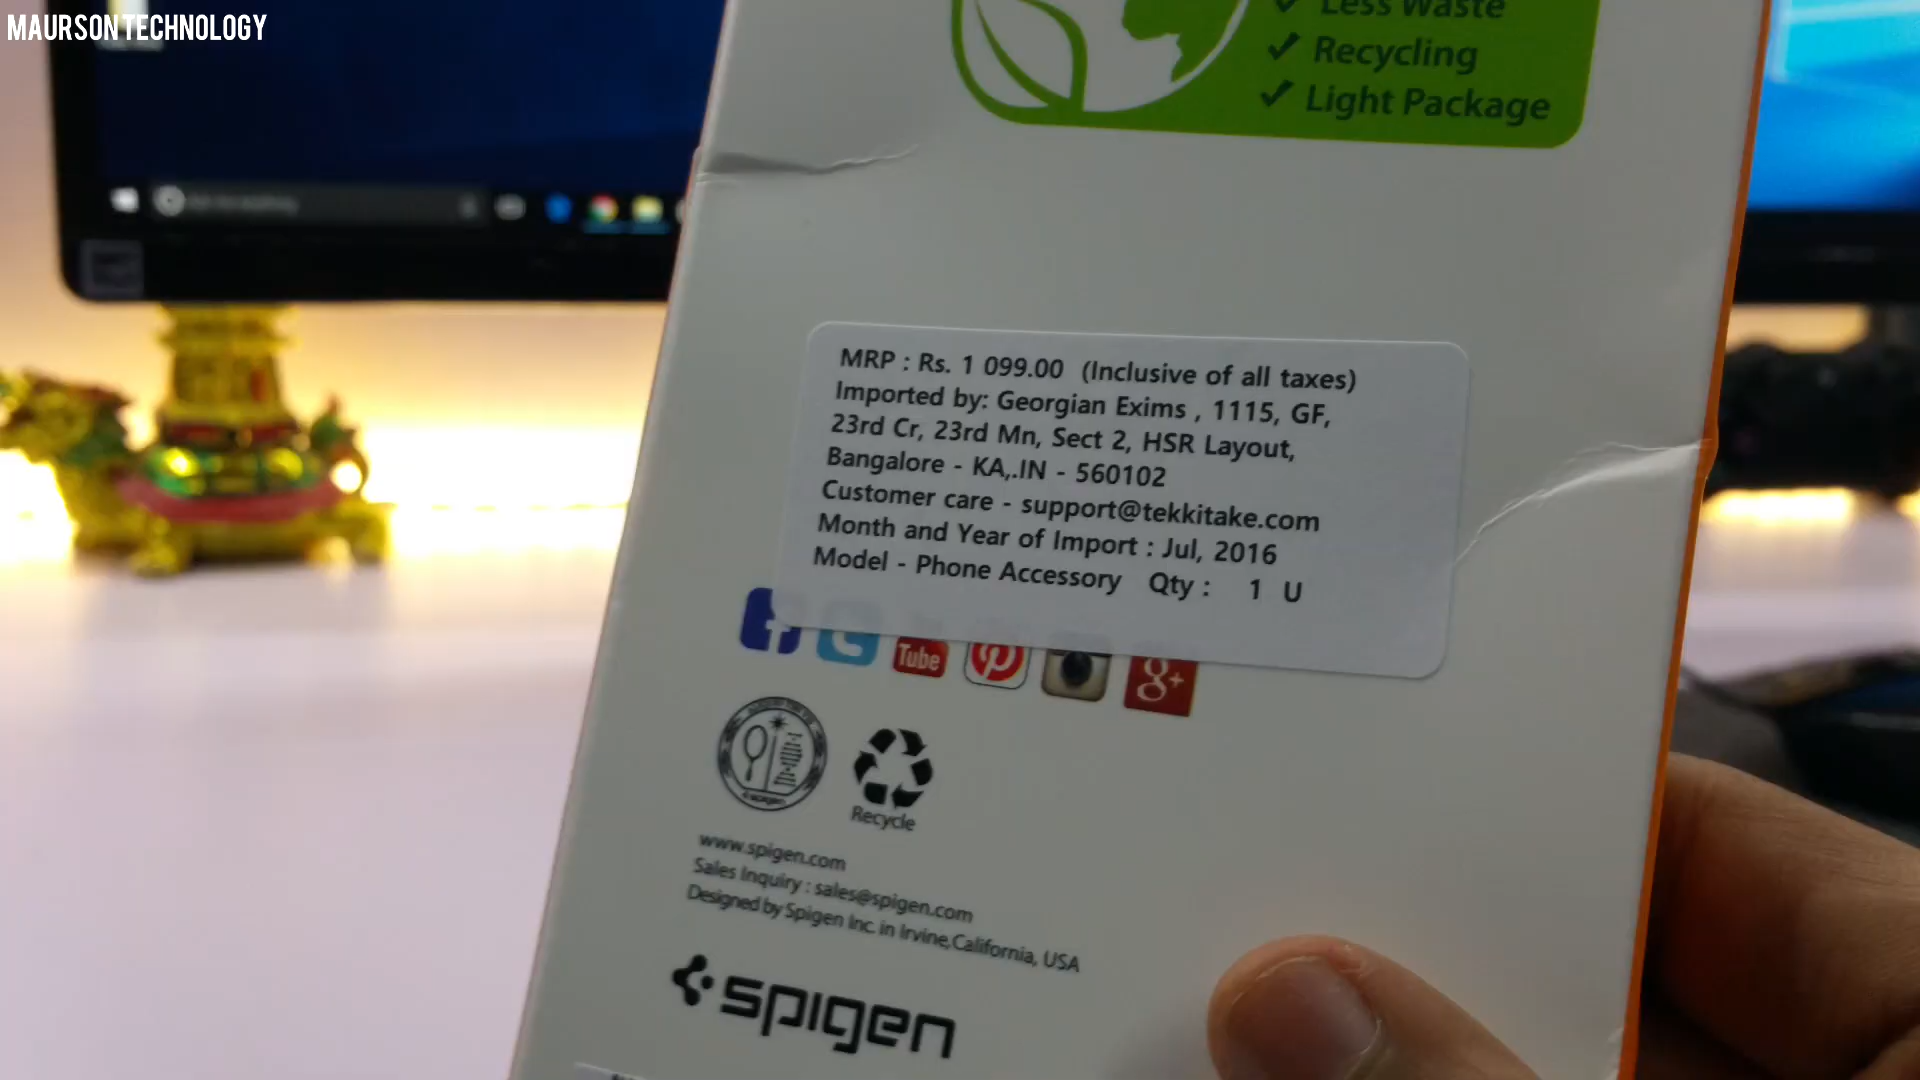 MAURSON TECHNOLOGY
Less Waste
Recycling
Light Package
MRP : Rs. 1 099.00 (Inclusive of all taxes)
Imported by: Georgian Exims , 1115, GF,
23rd Cr, 23rd Mn, Sect 2, HSR Layout,
Bangalore - KA,.IN - 560102
Customer care - support@tekkitake.com
Month and Year of Import : Jul, 2016
Model - Phone Accessory Qty : 1 U
Tube
g+
Recycle
www.spigen.com
Sales Inquiry : sales@spigen.com
Designed by Spigen Inc. in Irvine,California, USA
spigen